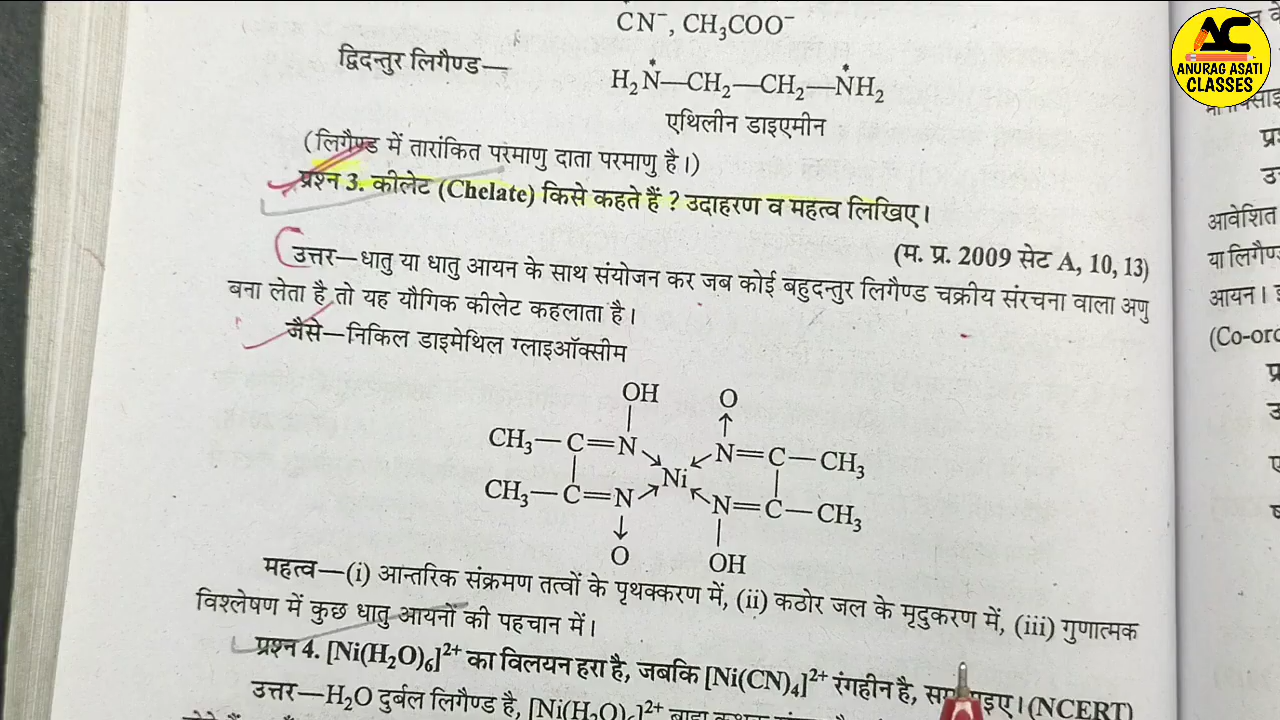 CN⁻, CH₃COO⁻
द्विदन्तुर लिगैण्ड—
H₂N*—CH₂—CH₂—N*H₂
एथिलीन डाइएमीन
(लिगैण्ड में तारांकित परमाणु दाता परमाणु है।)
प्रश्न 3. कीलेट (Chelate) किसे कहते हैं ? उदाहरण व महत्व लिखिए।
(म. प्र. 2009 सेट A, 10, 13)
उत्तर—धातु या धातु आयन के साथ संयोजन कर जब कोई बहुदन्तुर लिगैण्ड चक्रीय संरचना वाला अणु
बना लेता है तो यह यौगिक कीलेट कहलाता है।
जैसे—निकिल डाइमेथिल ग्लाइऑक्सीम
OH O
CH₃—C=N N=C—CH₃
Ni
CH₃—C=N N=C—CH₃
O OH
महत्व—(i) आन्तरिक संक्रमण तत्वों के पृथक्करण में, (ii) कठोर जल के मृदुकरण में, (iii) गुणात्मक
विश्लेषण में कुछ धातु आयनों की पहचान में।
प्रश्न 4. [Ni(H₂O)₆]²⁺ का विलयन हरा है, जबकि [Ni(CN)₄]²⁺ रंगहीन है, (NCERT)
उत्तर—H₂O दुर्बल लिगैण्ड है,
AC
ANURAG ASATI
CLASSES
आवेशित
या लिगैण्ड
आयन।
(Co-ord